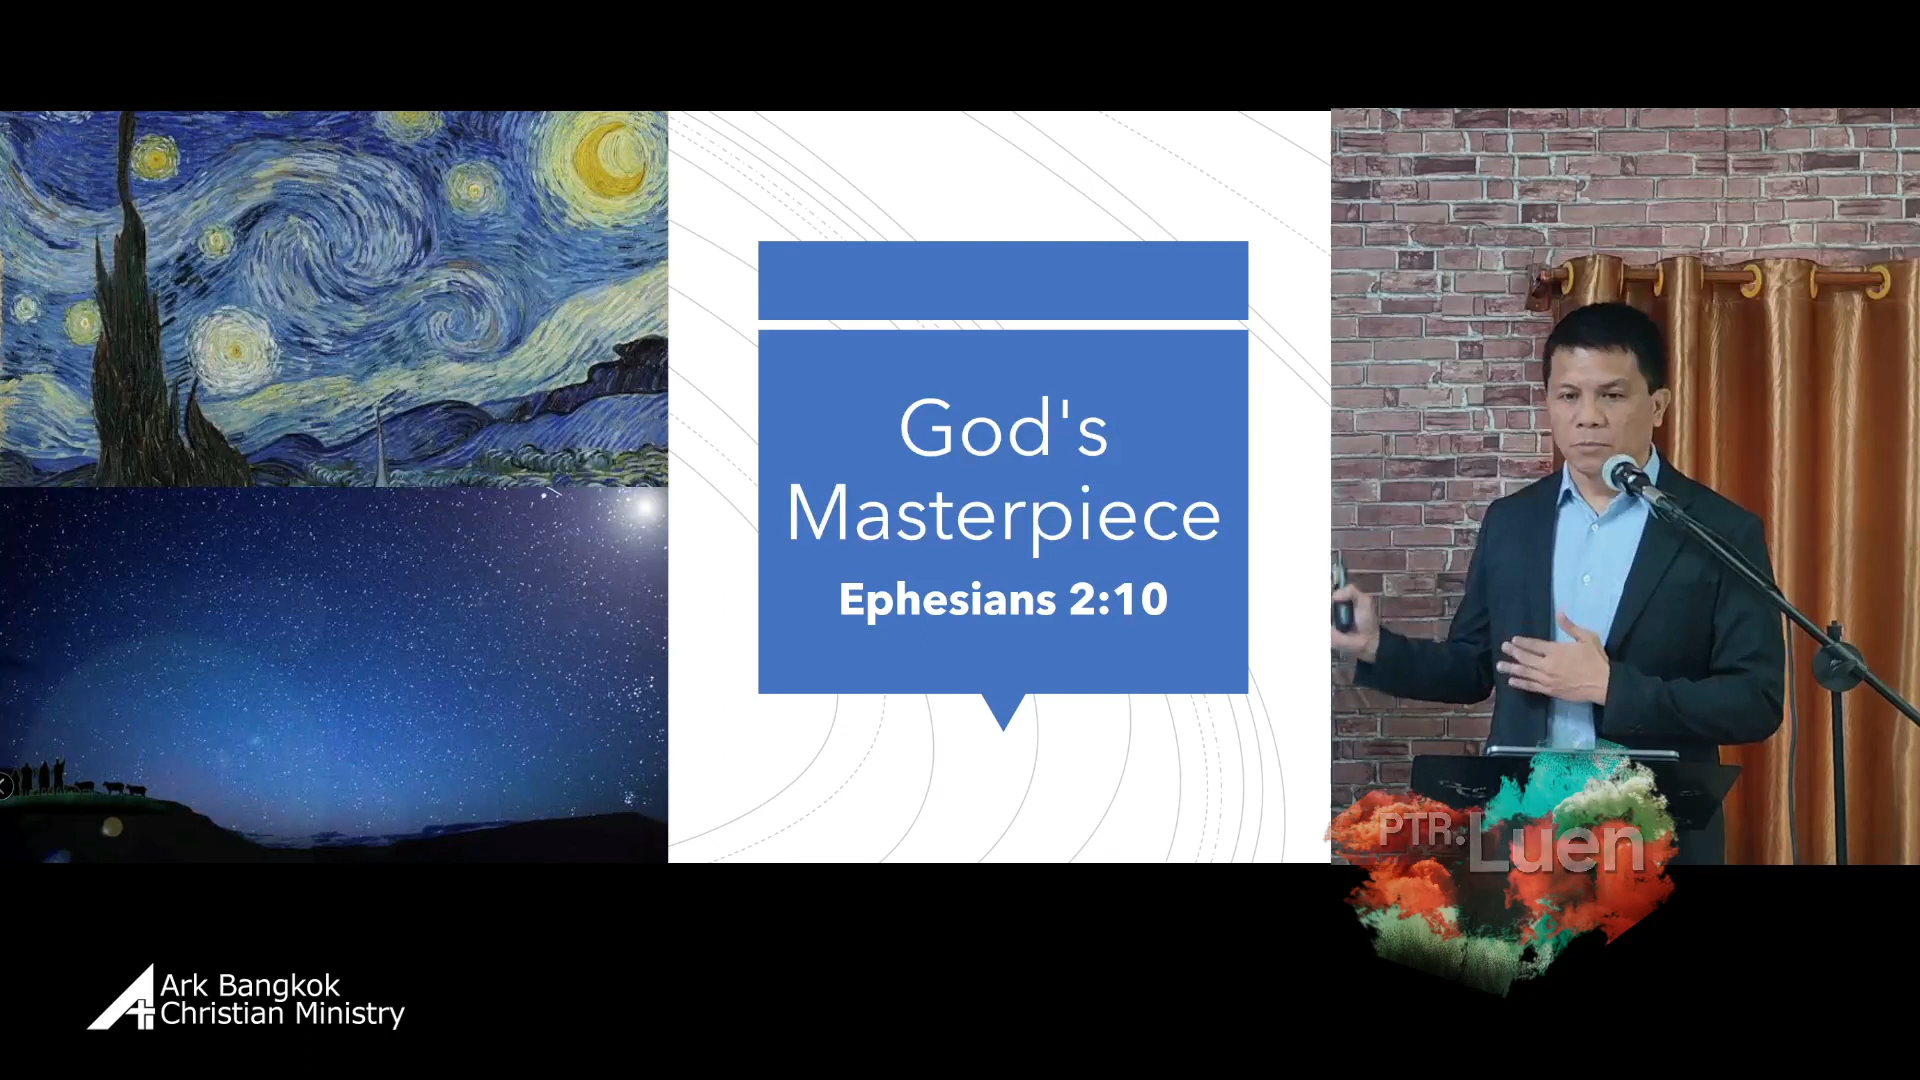 God's
Masterpiece
Ephesians 2:10
PTR. Luen
Ark Bangkok
Christian Ministry